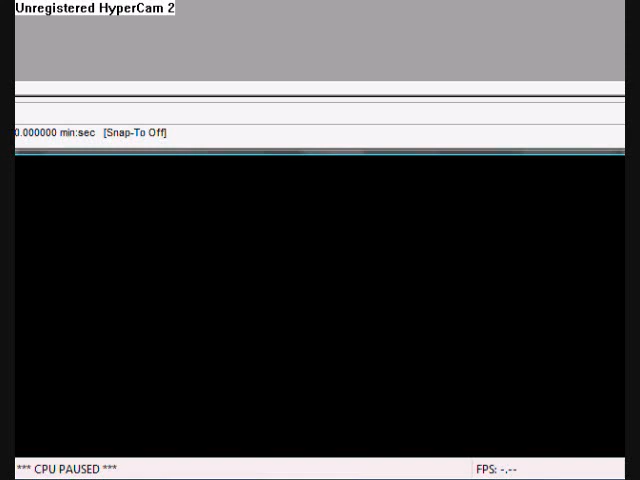 Unregistered HyperCam 2
0.000000 min:sec [Snap-To Off]
*** CPU PAUSED ***
FPS: -.--